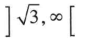 ]√3, ∞[